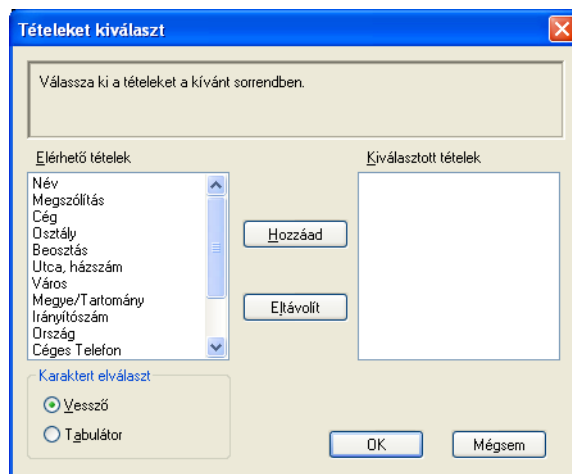 Tételeket kiválaszt
Válassza ki a tételeket a kívánt sorrendben.
Elérhető tételek
Kiválasztott tételek
Név
Megszólítás
Cég
Osztály
Beosztás
Utca, házszám
Város
Megye/Tartomány
Irányítószám
Ország
Céges Telefon
Hozzáad
Eltávolít
Karaktert elválaszt
Vessző
Tabulátor
OK
Mégsem